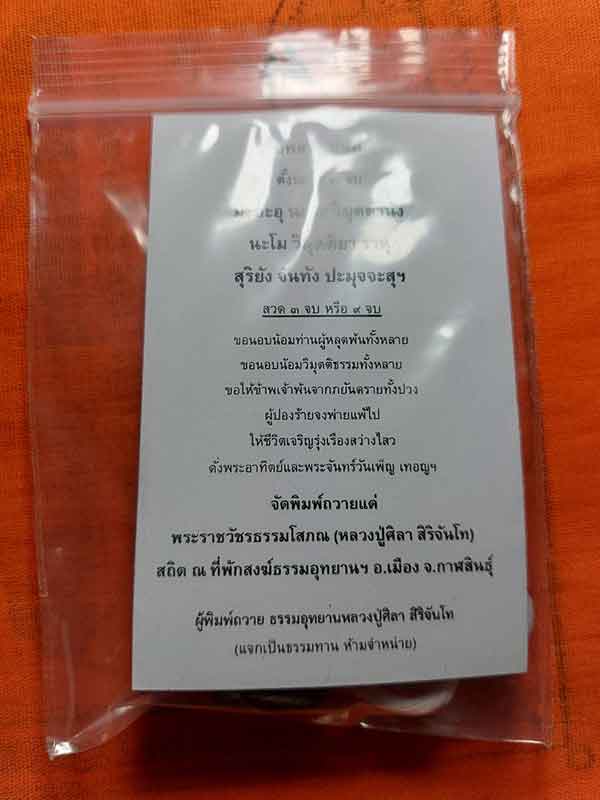 นะโม วิมุตติยา
สุริยัง จันทัง ปะมุจจะสุฯ
สวด ๓ จบ หรือ ๙ จบ
ขอนอบน้อมท่านผู้หลุดพ้นทั้งหลาย
ขอนอบน้อมวิมุตติธรรมทั้งหลาย
ขอให้ข้าพเจ้าพ้นจากภยันตรายทั้งปวง
ผู้ปองร้ายจงพ่ายแพ้ไป
ให้ชีวิตเจริญรุ่งเรืองสว่างไสว
ดั่งพระอาทิตย์และพระจันทร์วันเพ็ญ เทอญฯ
จัดพิมพ์ถวายแด่
พระราชวัชรธรรมโสภณ (หลวงปู่ศิลา สิริจันโท)
สถิต ณ ที่พักสงฆ์ธรรมอุทยานฯ อ.เมือง จ.กาฬสินธุ์
ผู้พิมพ์ถวาย ธรรมอุทยานหลวงปู่ศิลา สิริจันโท
(แจกเป็นธรรมทาน ห้ามจำหน่าย)